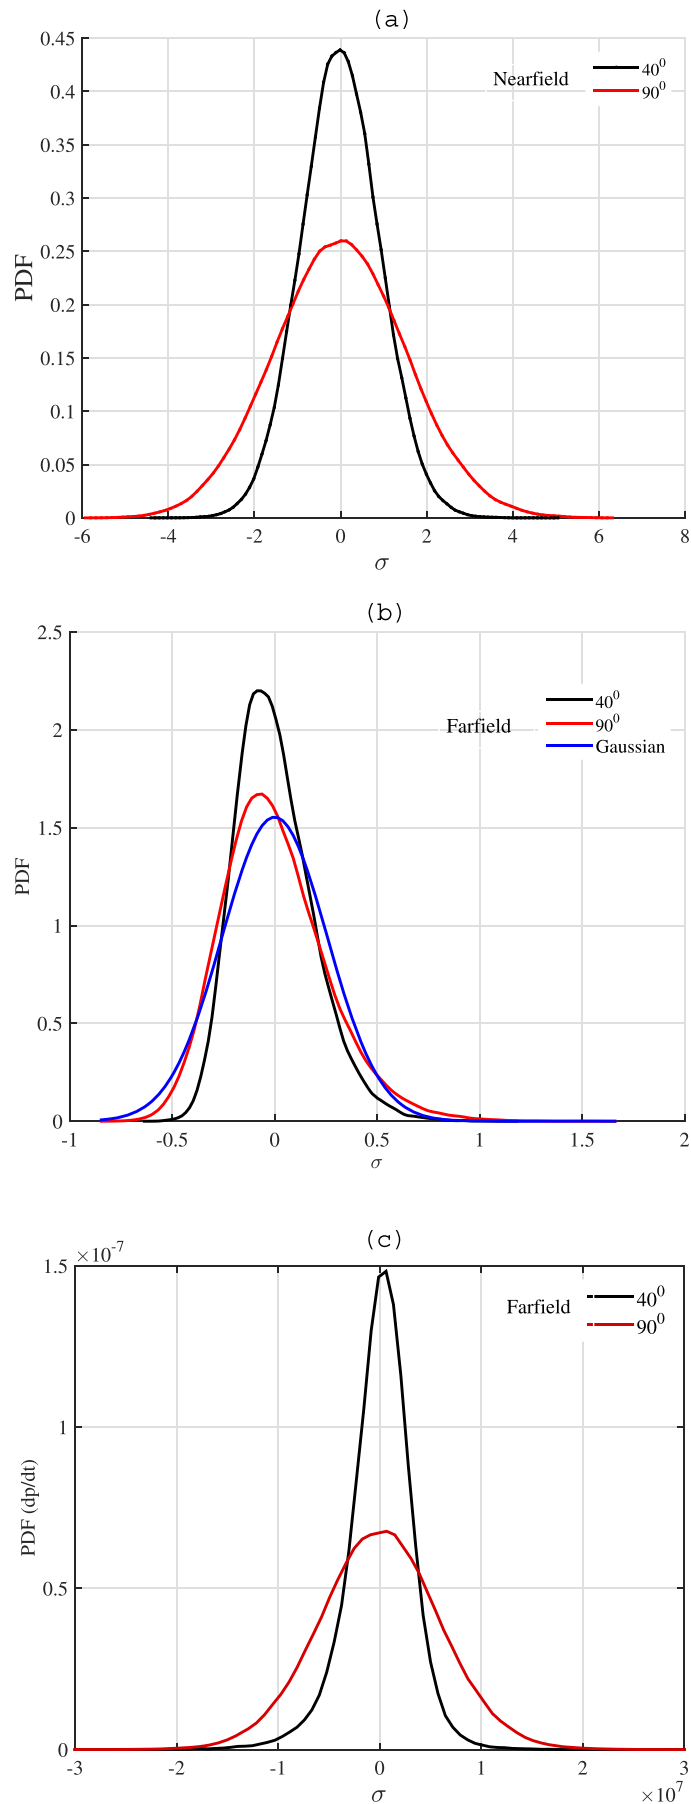 (a)
0.45
0.4
0.35
0.3
0.25
0.2
0.15
0.1
0.05
0
PDF
Nearfield
40⁰
90⁰
-6 -4 -2 0 2 4 6 8
σ
(b)
2.5
2
1.5
1
0.5
0
PDF
Farfield
40⁰
90⁰
Gaussian
-1 -0.5 0 0.5 1 1.5 2
σ
(c)
×10⁻⁷
1.5
1
0.5
0
PDF (dp/dt)
Farfield
40⁰
90⁰
-3 -2 -1 0 1 2 3
σ
×10⁷